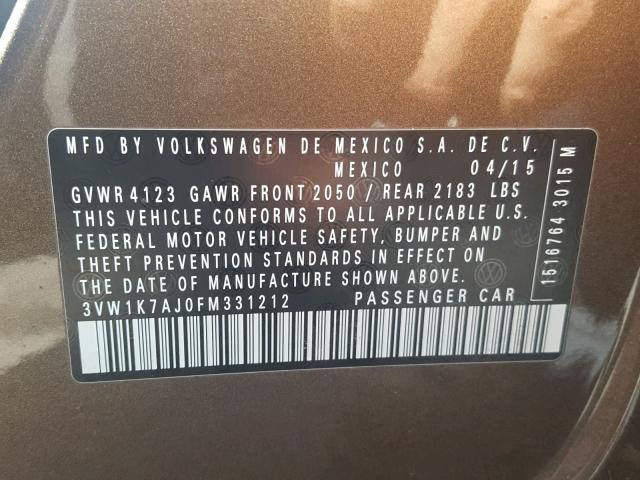 MFD BY VOLKSWAGEN DE MEXICO S.A. DE C.V.
MEXICO 04/15
GVWR 4123 GAWR FRONT 2050 / REAR 2183 LBS
THIS VEHICLE CONFORMS TO ALL APPLICABLE U.S.
FEDERAL MOTOR VEHICLE SAFETY, BUMPER AND
THEFT PREVENTION STANDARDS IN EFFECT ON
THE DATE OF MANUFACTURE SHOWN ABOVE.
3VW1K7AJ0FM331212 PASSENGER CAR
1516764 3015 M